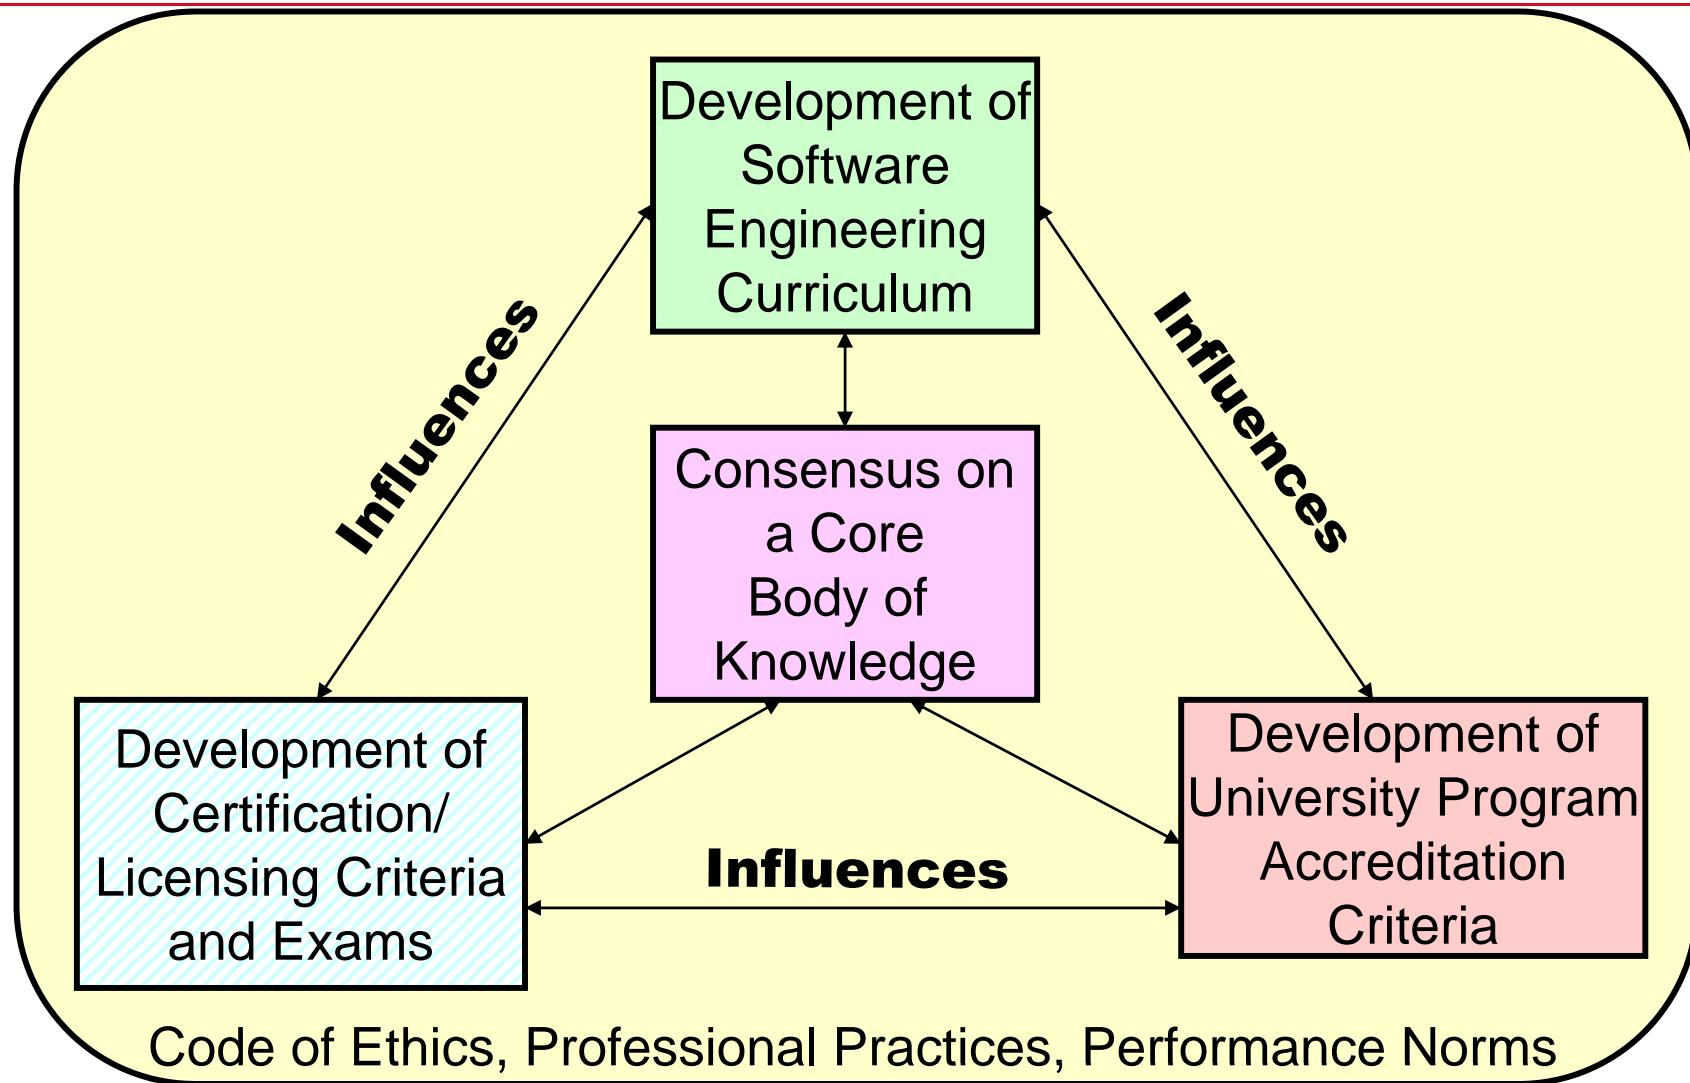 Development of
Software
Engineering
Curriculum
Influences
Influences
Consensus on
a Core
Body of
Knowledge
Development of
Certification/
Licensing Criteria
and Exams
Influences
Development of
University Program
Accreditation
Criteria
Code of Ethics, Professional Practices, Performance Norms